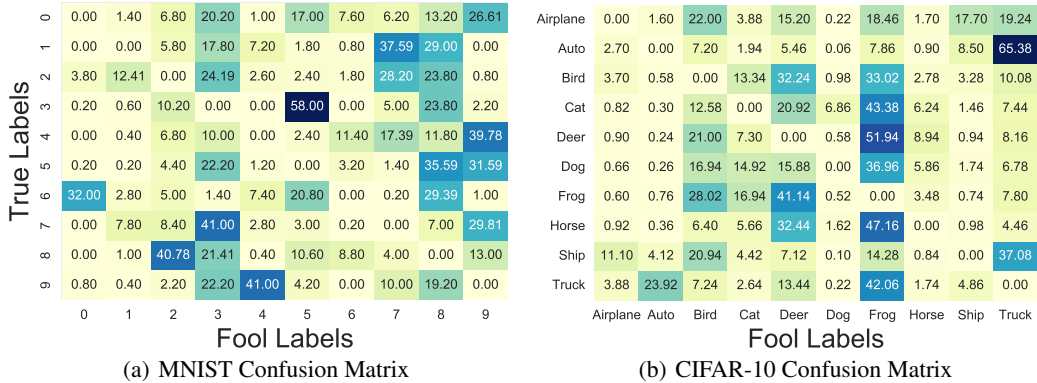 True Labels
0 0.00 1.40 6.80 20.20 4.00 17.00 7.60 6.20 13.20 26.61
1 0.00 0.00 5.80 17.80 7.20 1.80 0.80 37.59 29.00 0.00
2 3.80 12.41 0.00 24.19 2.60 2.40 1.80 28.20 23.80 0.80
3 0.20 0.60 10.20 0.00 0.00 58.00 0.00 5.00 23.80 2.20
4 0.00 0.40 6.80 10.00 0.00 2.40 11.40 17.39 11.80 39.78
5 0.20 0.20 4.40 22.20 1.20 0.00 3.20 1.40 35.59 31.59
6 32.00 2.80 5.00 1.40 7.40 20.80 0.00 0.20 29.39 1.00
7 0.00 7.80 8.40 41.00 2.80 3.00 0.20 0.00 7.00 29.81
8 0.00 1.00 40.78 21.41 0.40 10.60 8.80 4.00 0.00 13.00
9 0.80 0.40 2.20 22.20 41.00 4.20 0.00 10.00 19.20 0.00
0 1 2 3 4 5 6 7 8 9
Fool Labels
(a) MNIST Confusion Matrix
Airplane 0.00 1.60 22.00 3.88 15.20 0.22 18.46 1.70 17.70 19.24
Auto 2.70 0.00 7.20 1.94 5.46 0.06 7.86 0.90 8.50 65.38
Bird 3.70 0.58 0.00 13.34 32.24 0.98 33.02 2.78 3.28 10.08
Cat 0.82 0.30 12.58 0.00 20.92 6.86 43.38 6.24 1.46 7.44
Deer 0.90 0.24 21.00 7.30 0.00 0.58 51.94 8.94 0.94 8.16
Dog 0.66 0.26 16.94 14.92 15.88 0.00 36.96 5.86 1.74 6.78
Frog 0.60 0.76 28.02 16.94 41.14 0.52 0.00 3.48 0.74 7.80
Horse 0.92 0.36 6.40 5.66 32.44 1.62 47.16 0.00 0.98 4.46
Ship 11.10 4.12 20.94 4.42 7.12 0.10 14.28 0.84 0.00 37.08
Truck 3.88 23.92 7.24 2.64 13.44 0.22 42.06 1.74 4.86 0.00
Airplane Auto Bird Cat Deer Dog Frog Horse Ship Truck
Fool Labels
(b) CIFAR-10 Confusion Matrix